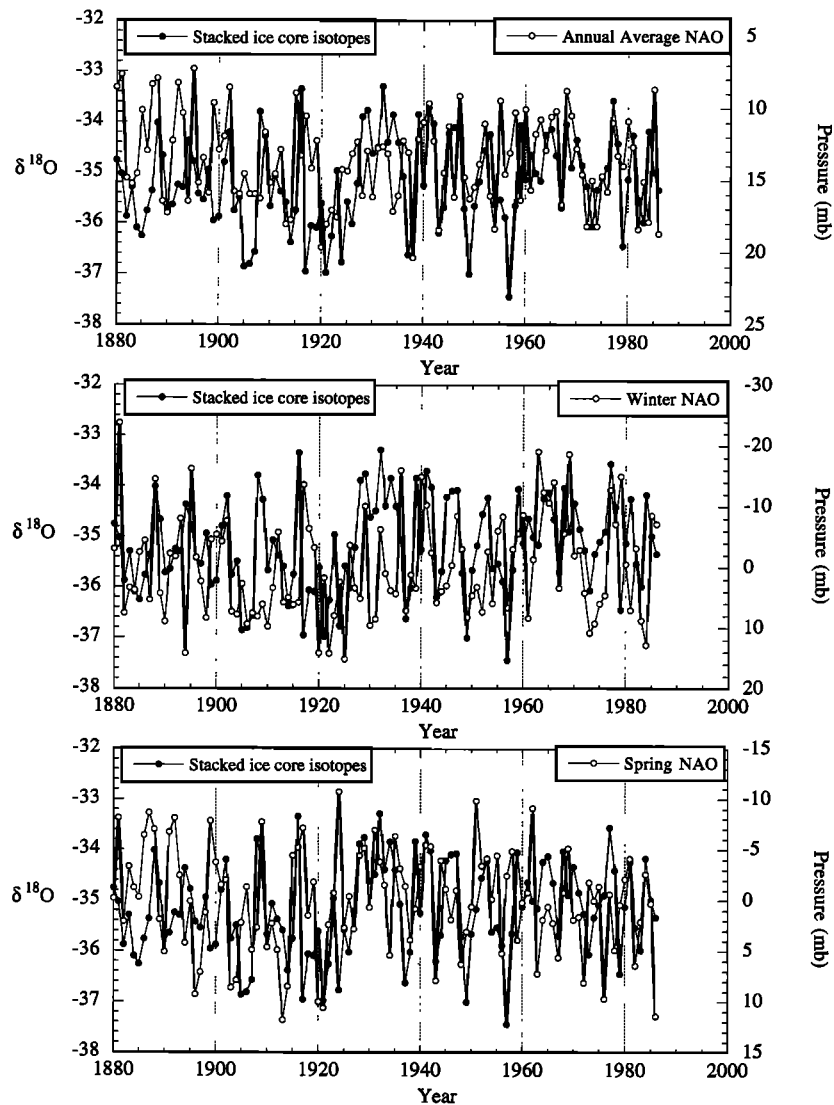 Stacked ice core isotopes
Annual Average NAO
-32
-33
-34
-35
-36
-37
-38
δ 18O
5
10
15
20
25
Pressure (mb)
1880 1900 1920 1940 1960 1980 2000
Year
Stacked ice core isotopes
Winter NAO
-32
-33
-34
-35
-36
-37
-38
δ 18O
-30
-20
-10
0
10
20
Pressure (mb)
1880 1900 1920 1940 1960 1980 2000
Year
Stacked ice core isotopes
Spring NAO
-32
-33
-34
-35
-36
-37
-38
δ 18O
-15
-10
-5
0
5
10
15
Pressure (mb)
1880 1900 1920 1940 1960 1980 2000
Year